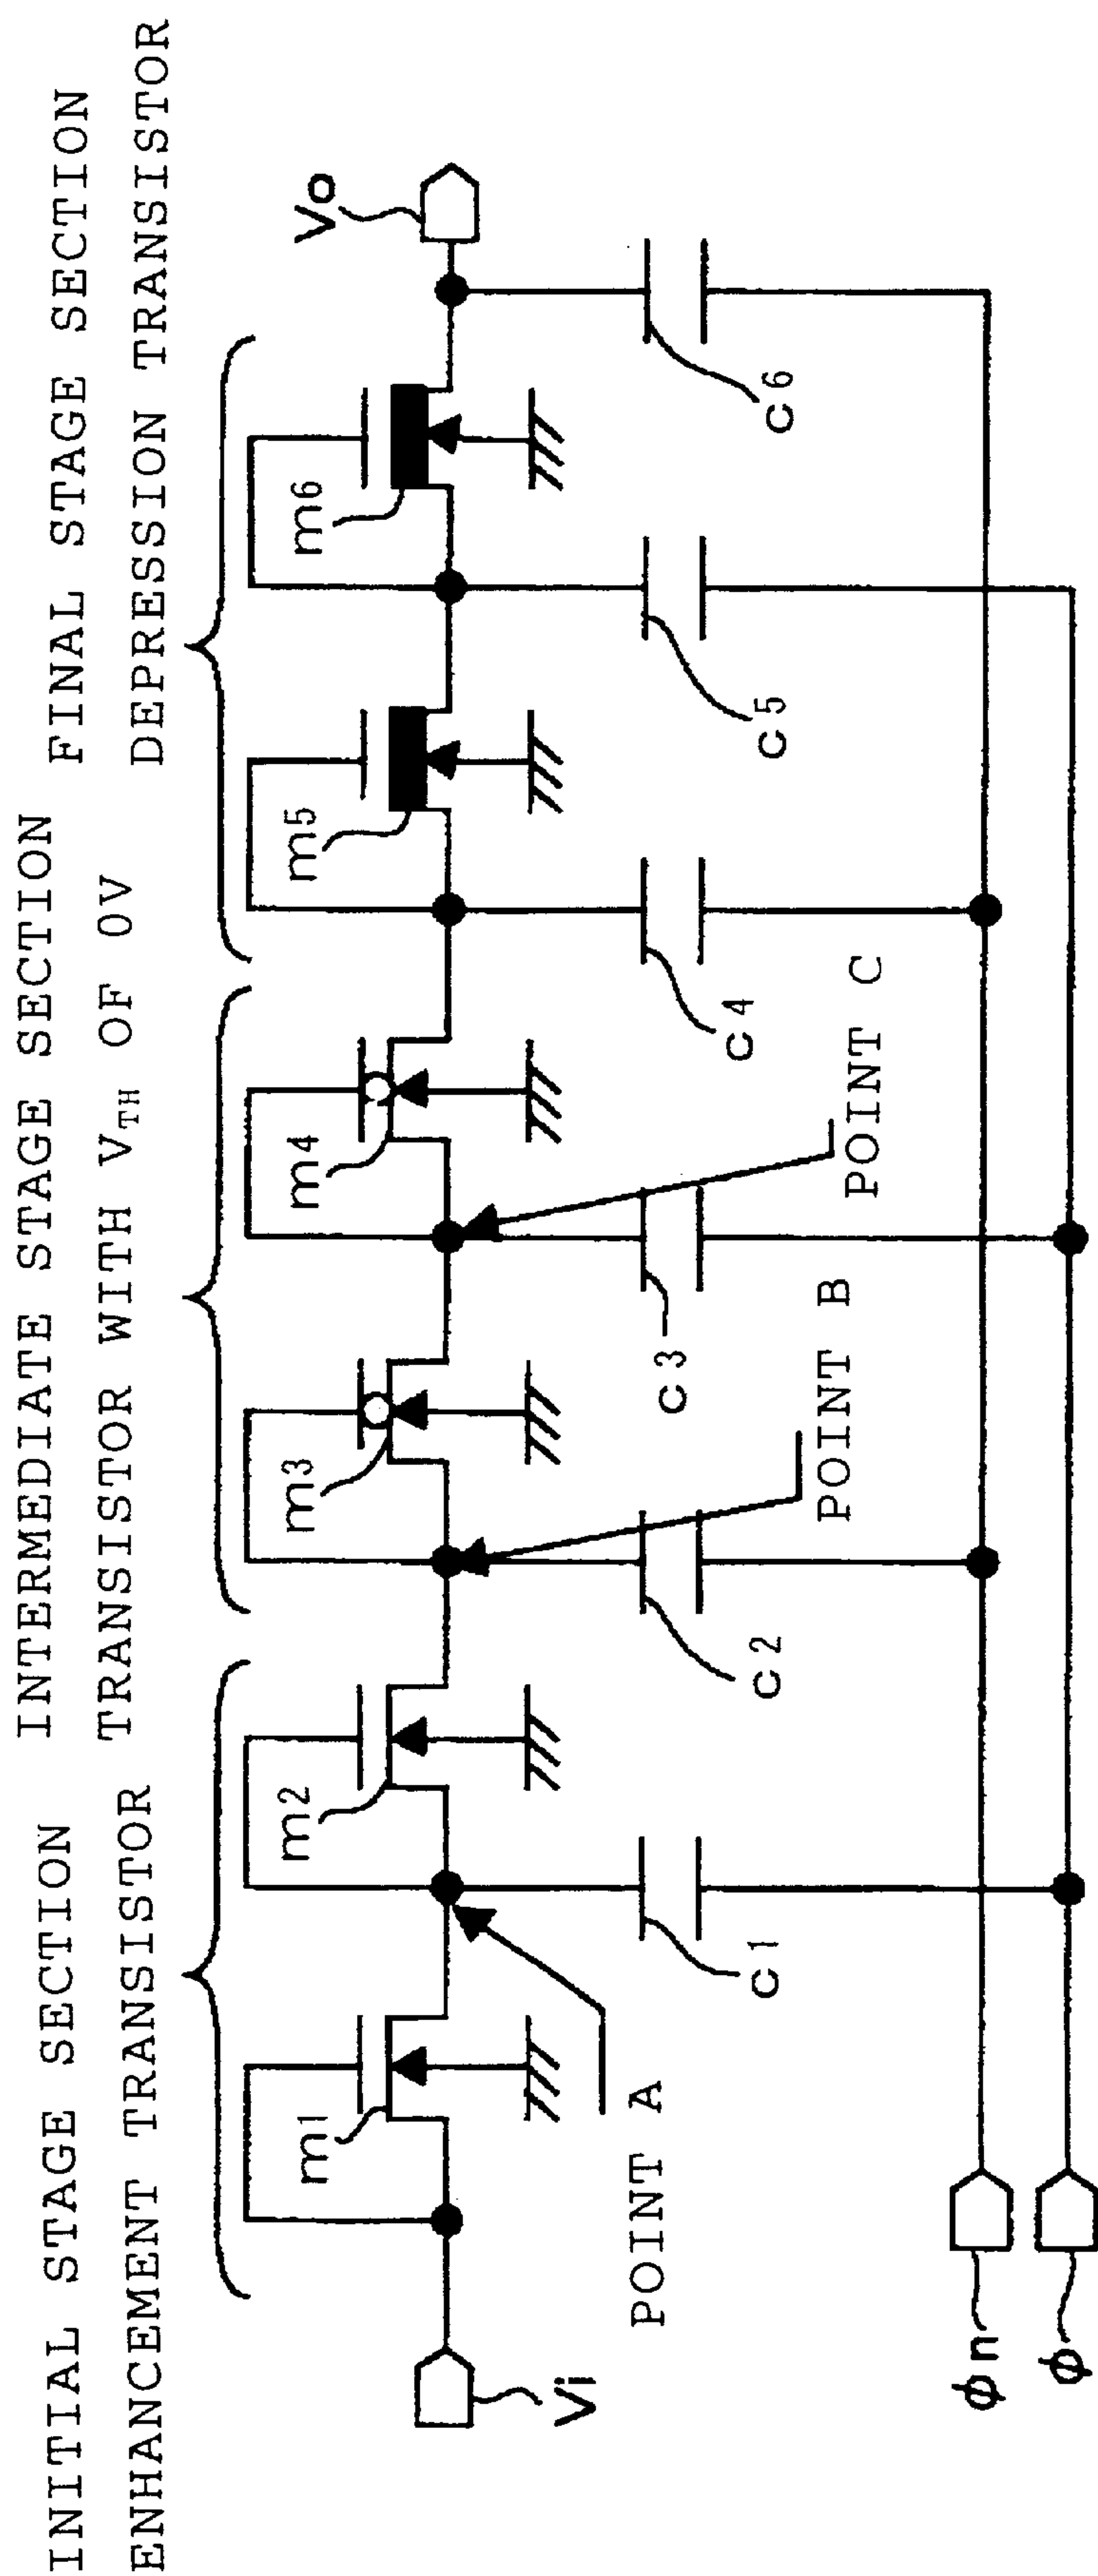 INITIAL STAGE SECTION
ENHANCEMENT TRANSISTOR
INTERMEDIATE STAGE SECTION
TRANSISTOR WITH VTH OF 0V
FINAL STAGE SECTION
DEPRESSION TRANSISTOR
m1
m2
m3
m4
m5
m6
Vi
Vo
POINT A
POINT B
POINT C
c1
c2
c3
c4
c5
c6
φn
φ